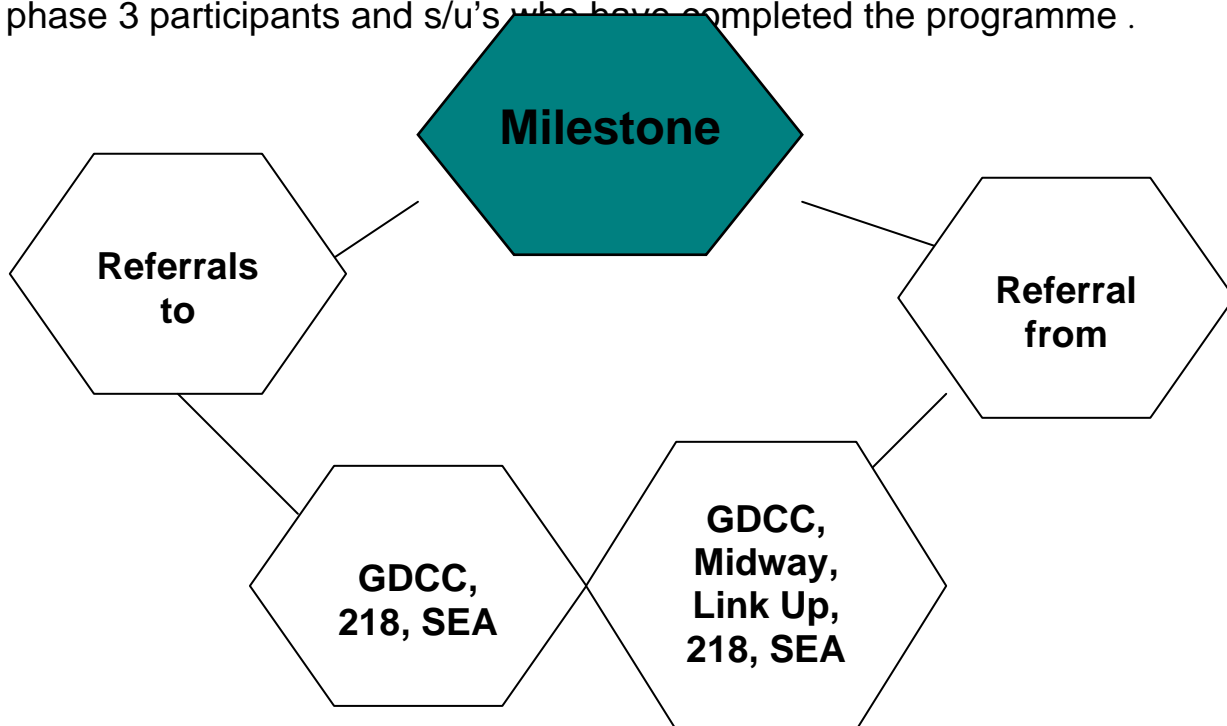 phase 3 participants and s/u's who have completed the programme .
Milestone
Referrals
to
Referral
from
GDCC,
218, SEA
GDCC,
Midway,
Link Up,
218, SEA